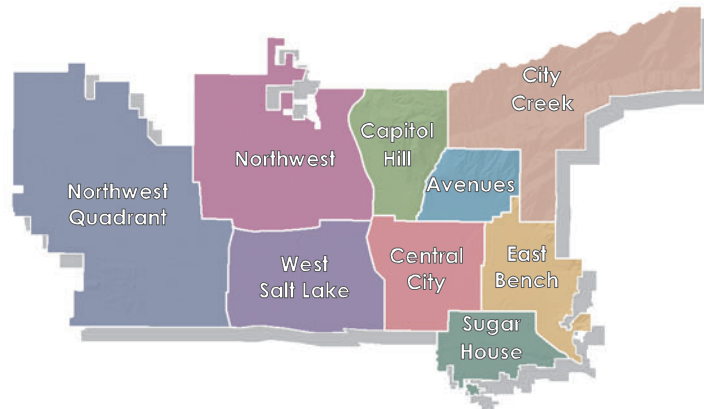 City
Creek
Capitol
Hill
Northwest
Avenues
Northwest
Quadrant
Central
City
East
Bench
West
Salt Lake
Sugar
House